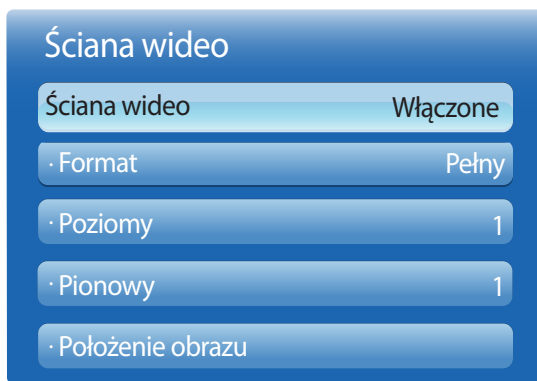 Ściana wideo
Ściana wideo Włączone
· Format Pełny
· Poziomy 1
· Pionowy 1
· Położenie obrazu